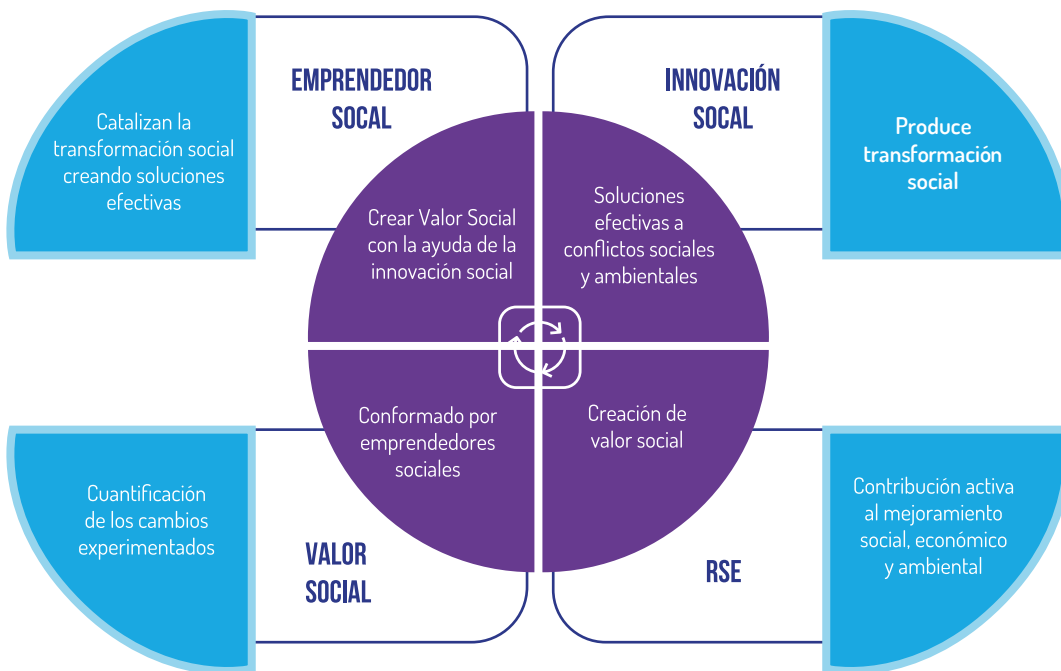 EMPRENDEDOR
SOCAL
Catalizan la
transformación social
creando soluciones
efectivas
Crear Valor Social
con la ayuda de la
innovación social
INNOVACIÓN
SOCAL
Soluciones
efectivas a
conflictos sociales
y ambientales
Produce
transformación
social
Cuantificación
de los cambios
experimentados
Conformado por
emprendedores
sociales
VALOR
SOCIAL
Creación de
valor social
RSE
Contribución activa
al mejoramiento
social, económico
y ambiental